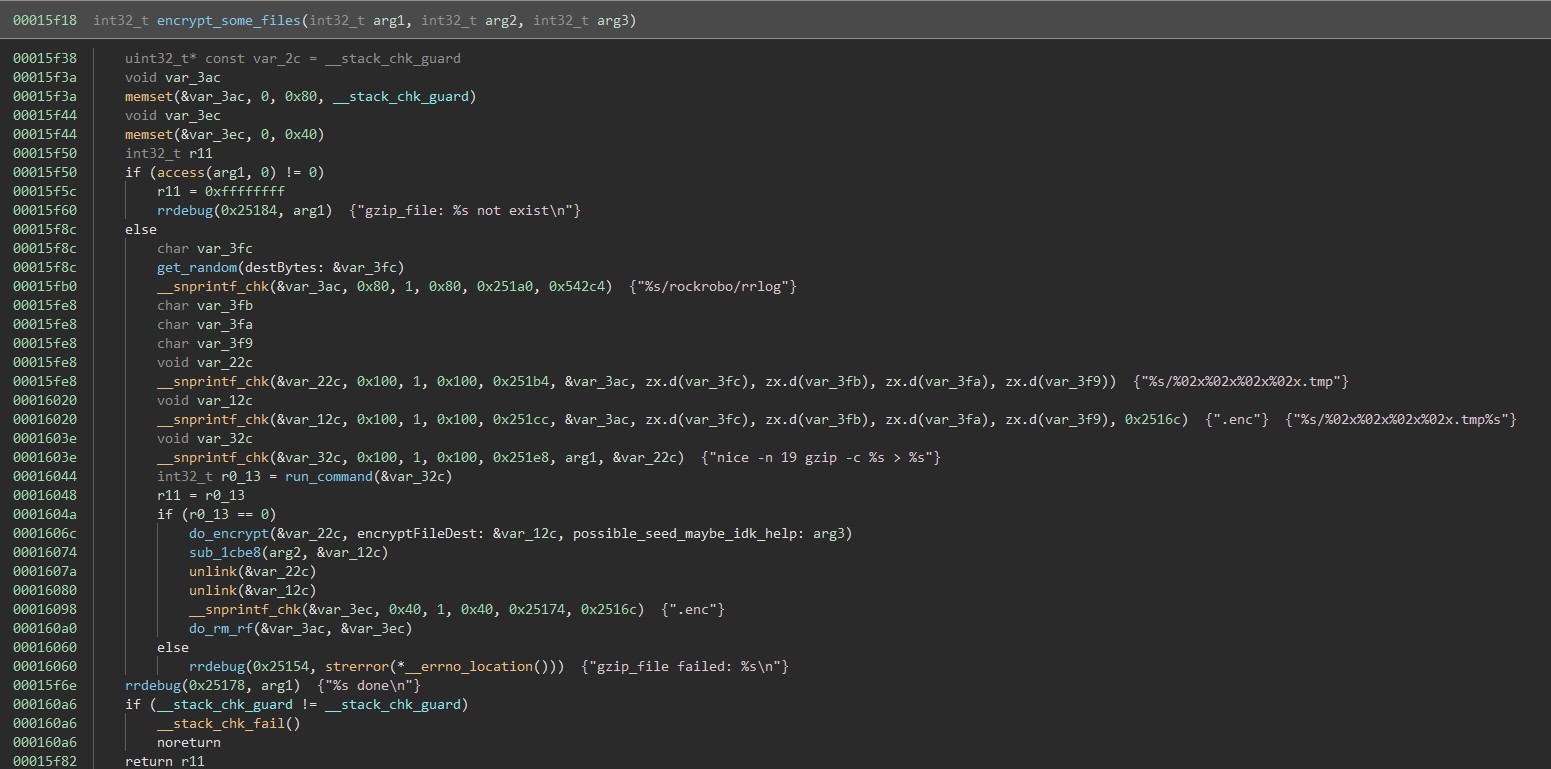 00015f18 int32_t encrypt_some_files(int32_t arg1, int32_t arg2, int32_t arg3)
00015f38 uint32_t* const var_2c = __stack_chk_guard
00015f3a void var_3ac
00015f3a memset(&var_3ac, 0, 0x80, __stack_chk_guard)
00015f44 void var_3ec
00015f44 memset(&var_3ec, 0, 0x40)
00015f50 int32_t r11
00015f50 if (access(arg1, 0) != 0)
00015f5c r11 = 0xffffffff
00015f60 rrdebug(0x25184, arg1) {"gzip_file: %s not exist\n"}
00015f8c else
00015f8c char var_3fc
00015f8c get_random(destBytes: &var_3fc)
00015fb0 __snprintf_chk(&var_3ac, 0x80, 1, 0x80, 0x251a0, 0x542c4) {"%s/rockrobo/rrlog"}
00015fe8 char var_3fb
00015fe8 char var_3fa
00015fe8 char var_3f9
00015fe8 void var_22c
00015fe8 __snprintf_chk(&var_22c, 0x100, 1, 0x100, 0x251b4, &var_3ac, zx.d(var_3fc), zx.d(var_3fb), zx.d(var_3fa), zx.d(var_3f9)) {"%s/%02x%02x%02x%02x.tmp"}
00016020 void var_12c
00016020 __snprintf_chk(&var_12c, 0x100, 1, 0x100, 0x251cc, &var_3ac, zx.d(var_3fc), zx.d(var_3fb), zx.d(var_3fa), zx.d(var_3f9), 0x2516c) {".enc"} {"%s/%02x%02x%02x%02x.tmp%s"}
0001603e void var_32c
0001603e __snprintf_chk(&var_32c, 0x100, 1, 0x100, 0x251e8, arg1, &var_22c) {"nice -n 19 gzip -c %s > %s"}
00016044 int32_t r0_13 = run_command(&var_32c)
00016048 r11 = r0_13
0001604a if (r0_13 == 0)
0001606c do_encrypt(&var_22c, encryptFileDest: &var_12c, possible_seed_maybe_idk_help: arg3)
00016074 sub_1cbe8(arg2, &var_12c)
0001607a unlink(&var_22c)
00016080 unlink(&var_12c)
00016098 __snprintf_chk(&var_3ec, 0x40, 1, 0x40, 0x25174, 0x2516c) {".enc"}
000160a0 do_rm_rf(&var_3ac, &var_3ec)
00016060 else
00016060 rrdebug(0x25154, strerror(*__errno_location())) {"gzip_file failed: %s\n"}
00015f6e rrdebug(0x25178, arg1) {"%s done\n"}
000160a6 if (__stack_chk_guard != __stack_chk_guard)
000160a6 __stack_chk_fail()
000160a6 noreturn
00015f82 return r11